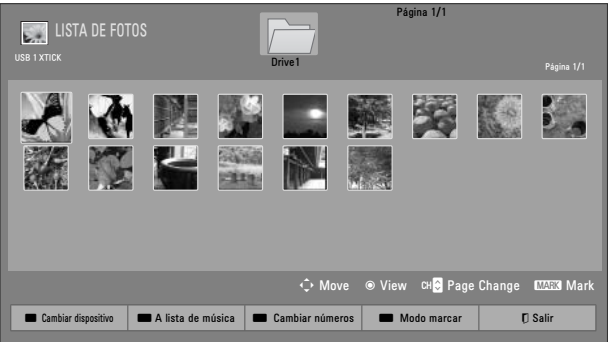 Página 1/1
LISTA DE FOTOS
USB 1 XTICK
Drive1
Página 1/1
Move View CH Page Change MARK Mark
Cambiar dispositivo A lista de música Cambiar números Modo marcar Salir